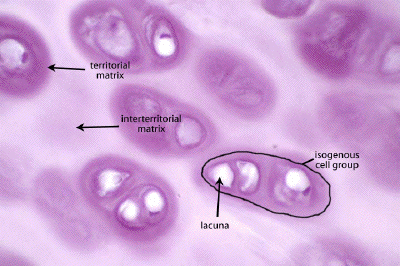 territorial
matrix
interterritorial
matrix
isogenous
cell group
lacuna